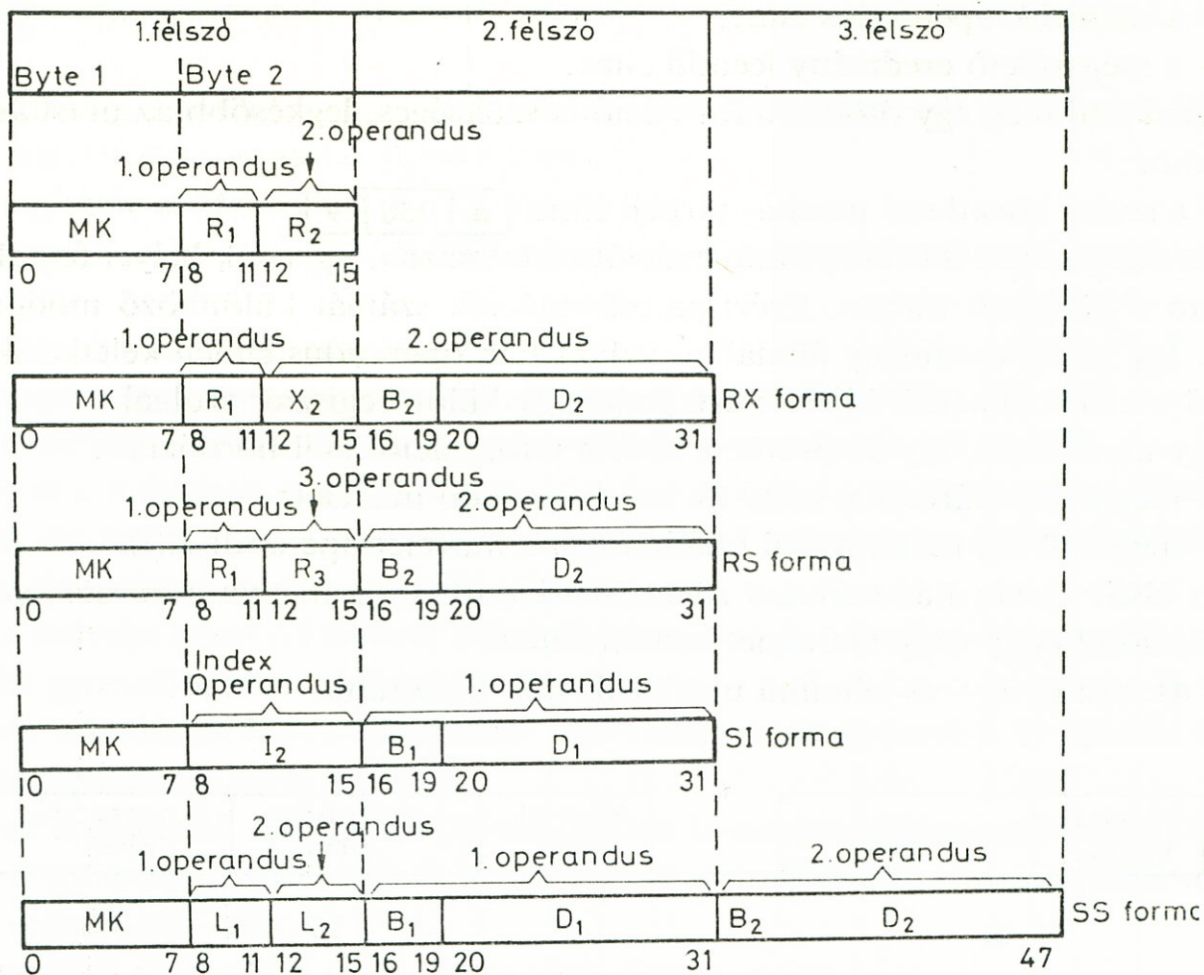 1.félszó 2.félszó 3.félszó
Byte 1 Byte 2
2.operandus
1.operandus
MK R₁ R₂
0 7 8 11 12 15
1.operandus 2.operandus
MK R₁ X₂ B₂ D₂ RX forma
0 7 8 11 12 15 16 19 20 31
3.operandus
1.operandus 2.operandus
MK R₁ R₃ B₂ D₂ RS forma
0 7 8 11 12 15 16 19 20 31
Index
Operandus 1.operandus
MK I₂ B₁ D₁ SI forma
0 7 8 15 16 19 20 31
2.operandus
1.operandus 1.operandus 2.operandus
MK L₁ L₂ B₁ D₁ B₂ D₂ SS form
0 7 8 11 12 15 16 19 20 31 47